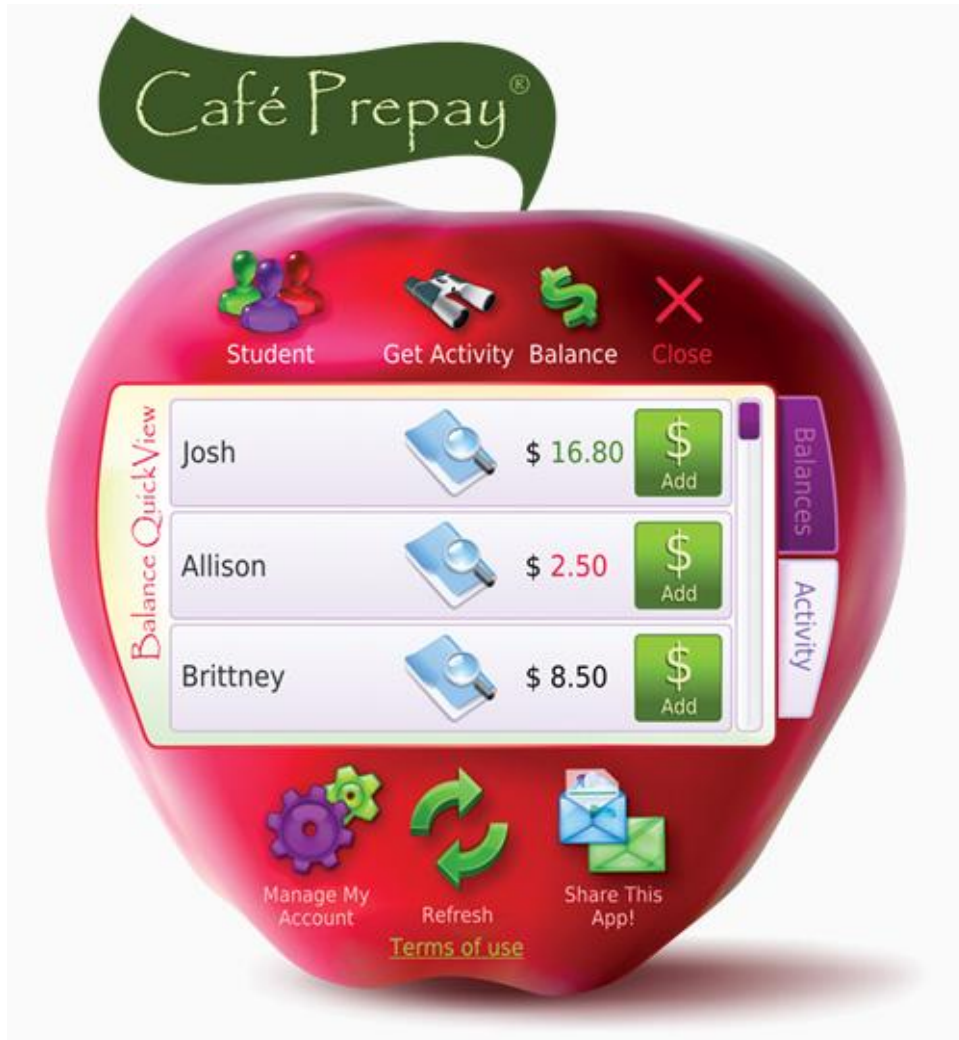 Café Prepay®
Student
Get Activity
Balance
Close
Balance QuickView
Josh
$ 16.80
$
Add
Allison
$ 2.50
$
Add
Brittney
$ 8.50
$
Add
Balances
Activity
Manage My
Account
Refresh
Share This
App!
Terms of use